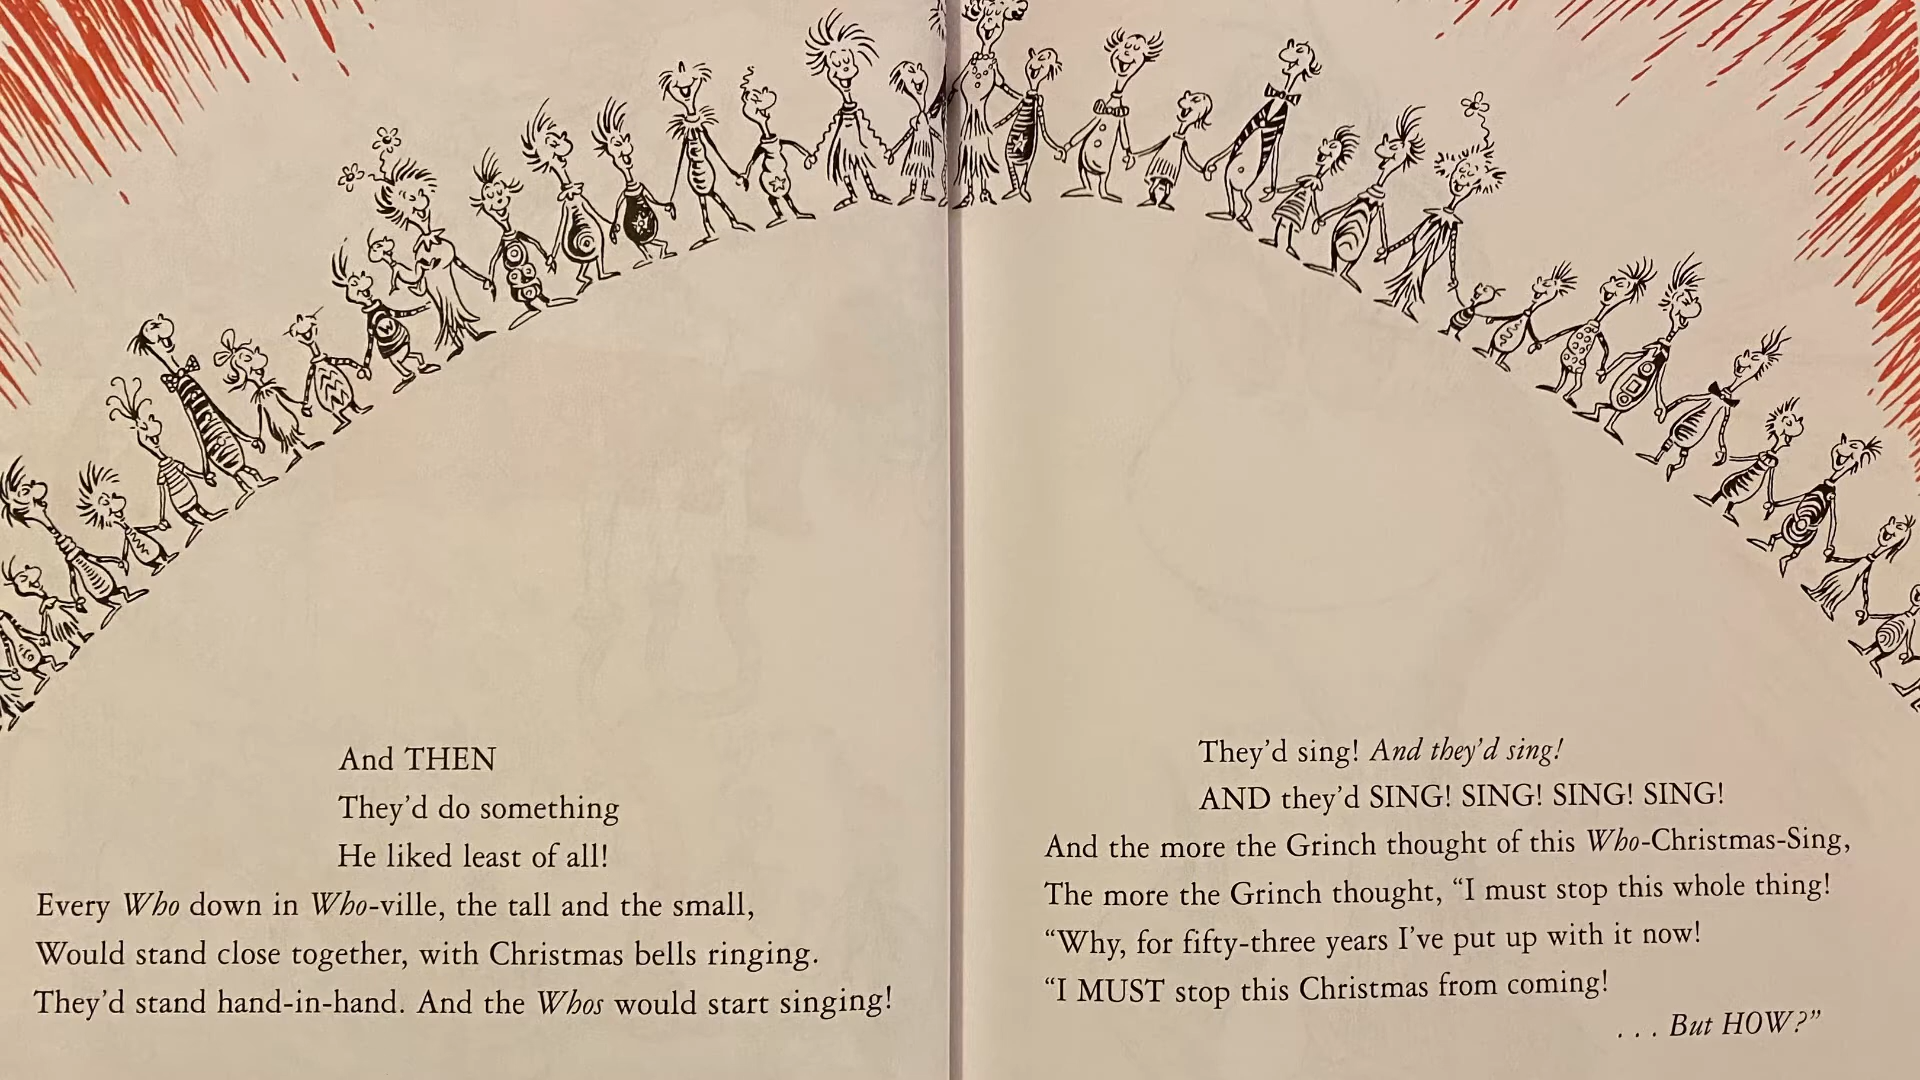 And THEN
They'd do something
He liked least of all!
Every Who down in Who-ville, the tall and the small,
Would stand close together, with Christmas bells ringing.
They'd stand hand-in-hand. And the Whos would start singing!
They'd sing! And they'd sing!
AND they'd SING! SING! SING! SING!
And the more the Grinch thought of this Who-Christmas-Sing,
The more the Grinch thought, “I must stop this whole thing!
“Why, for fifty-three years I've put up with it now!
“I MUST stop this Christmas from coming!
. . . But HOW?”